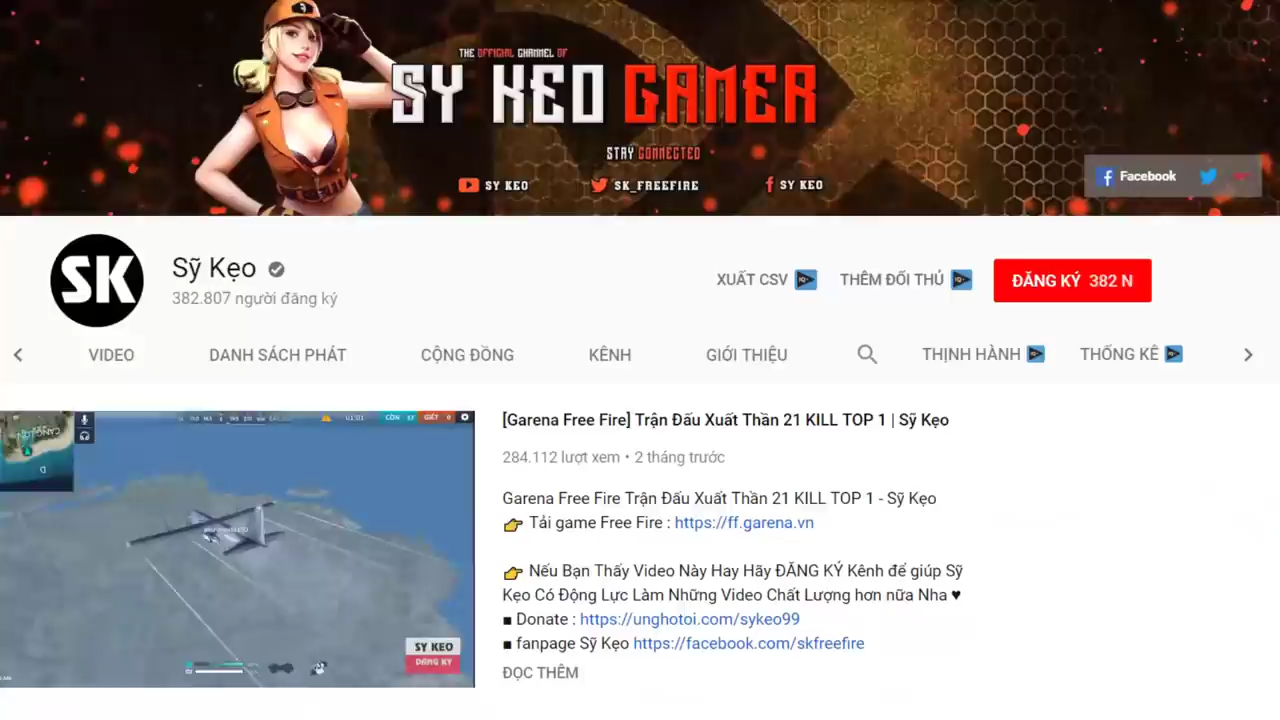 THE OFFICIAL CHANNEL OF
SY KEO GAMER
STAY CONNECTED
SY KEO
SK_FREEFIRE
SY KEO
Facebook
SK
Sỹ Kẹo
382.807 người đăng ký
XUẤT CSV
THÊM ĐỐI THỦ
ĐĂNG KÝ 382 N
VIDEO
DANH SÁCH PHÁT
CỘNG ĐỒNG
KÊNH
GIỚI THIỆU
THỊNH HÀNH
THỐNG KÊ
CÒN 17 GIẾT 0
SY KEO
ĐĂNG KÝ
[Garena Free Fire] Trận Đấu Xuất Thần 21 KILL TOP 1 | Sỹ Kẹo
284.112 lượt xem • 2 tháng trước
Garena Free Fire Trận Đấu Xuất Thần 21 KILL TOP 1 - Sỹ Kẹo
👉 Tải game Free Fire : https://ff.garena.vn
👉 Nếu Bạn Thấy Video Này Hay Hãy ĐĂNG KÝ Kênh để giúp Sỹ
Kẹo Có Động Lực Làm Những Video Chất Lượng hơn nữa Nha ♥
■ Donate : https://unghotoi.com/sykeo99
■ fanpage Sỹ Kẹo https://facebook.com/skfreefire
ĐỌC THÊM